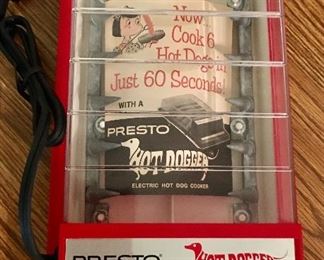 Now
Cook 6
Hot Dogs in
Just 60 Seconds!
WITH A
PRESTO
HOT DOGGER
ELECTRIC HOT DOG COOKER
PRESTO HOT DOGGER